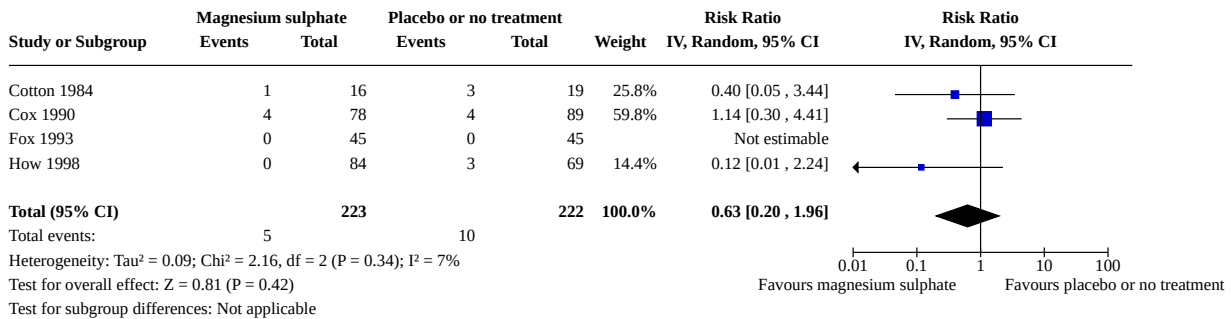 Magnesium sulphate Placebo or no treatment Risk Ratio Risk Ratio
Study or Subgroup Events Total Events Total Weight IV, Random, 95% CI IV, Random, 95% CI
Cotton 1984 1 16 3 19 25.8% 0.40 [0.05 , 3.44]
Cox 1990 4 78 4 89 59.8% 1.14 [0.30 , 4.41]
Fox 1993 0 45 0 45 Not estimable
How 1998 0 84 3 69 14.4% 0.12 [0.01 , 2.24]
Total (95% CI) 223 222 100.0% 0.63 [0.20 , 1.96]
Total events: 5 10
Heterogeneity: Tau² = 0.09; Chi² = 2.16, df = 2 (P = 0.34); I² = 7%
0.01 0.1 1 10 100
Test for overall effect: Z = 0.81 (P = 0.42) Favours magnesium sulphate Favours placebo or no treatment
Test for subgroup differences: Not applicable